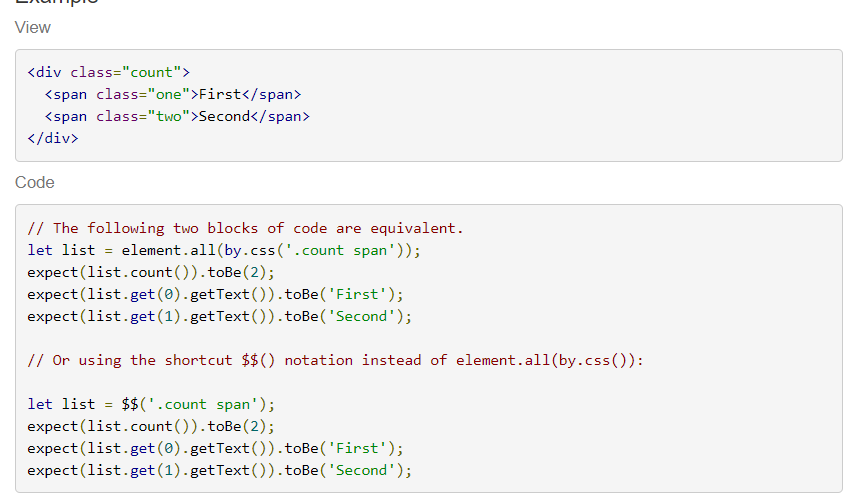 Example
View
<div class="count">
  <span class="one">First</span>
  <span class="two">Second</span>
</div>
Code
// The following two blocks of code are equivalent.
let list = element.all(by.css('.count span'));
expect(list.count()).toBe(2);
expect(list.get(0).getText()).toBe('First');
expect(list.get(1).getText()).toBe('Second');

// Or using the shortcut $$() notation instead of element.all(by.css()):

let list = $$('.count span');
expect(list.count()).toBe(2);
expect(list.get(0).getText()).toBe('First');
expect(list.get(1).getText()).toBe('Second');